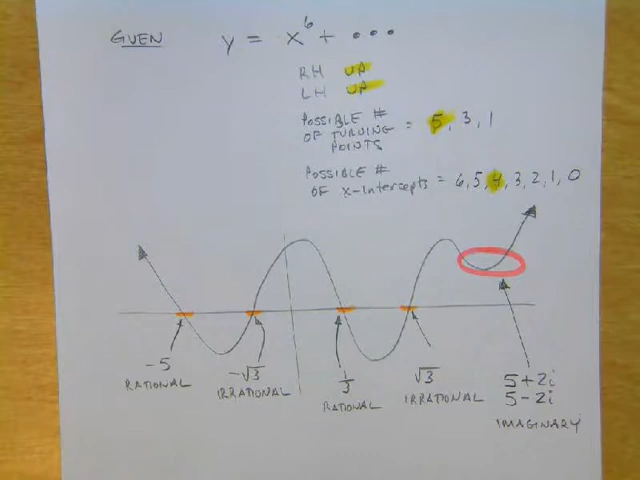 GIVEN y = x⁶ + •••
RH UP
LH UP
POSSIBLE #
OF TURNING = 5, 3, 1
POINTS
POSSIBLE #
OF X-INTERCEPTS = 6, 5, 4, 3, 2, 1, 0
-5
RATIONAL
-√3
IRRATIONAL
1/3
RATIONAL
√3
IRRATIONAL
5+2i
5-2i
IMAGINARY